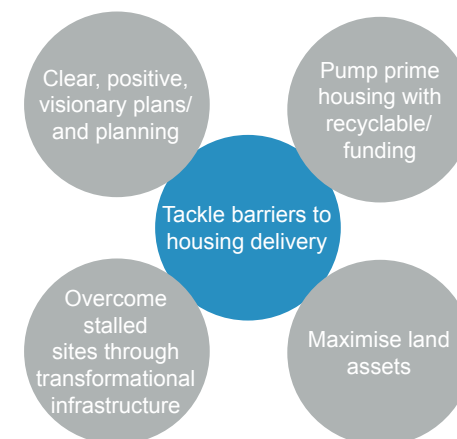 Clear, positive,
visionary plans/
and planning
Pump prime
housing with
recyclable/
funding
Tackle barriers to
housing delivery
Overcome
stalled
sites through
transformational
infrastructure
Maximise land
assets